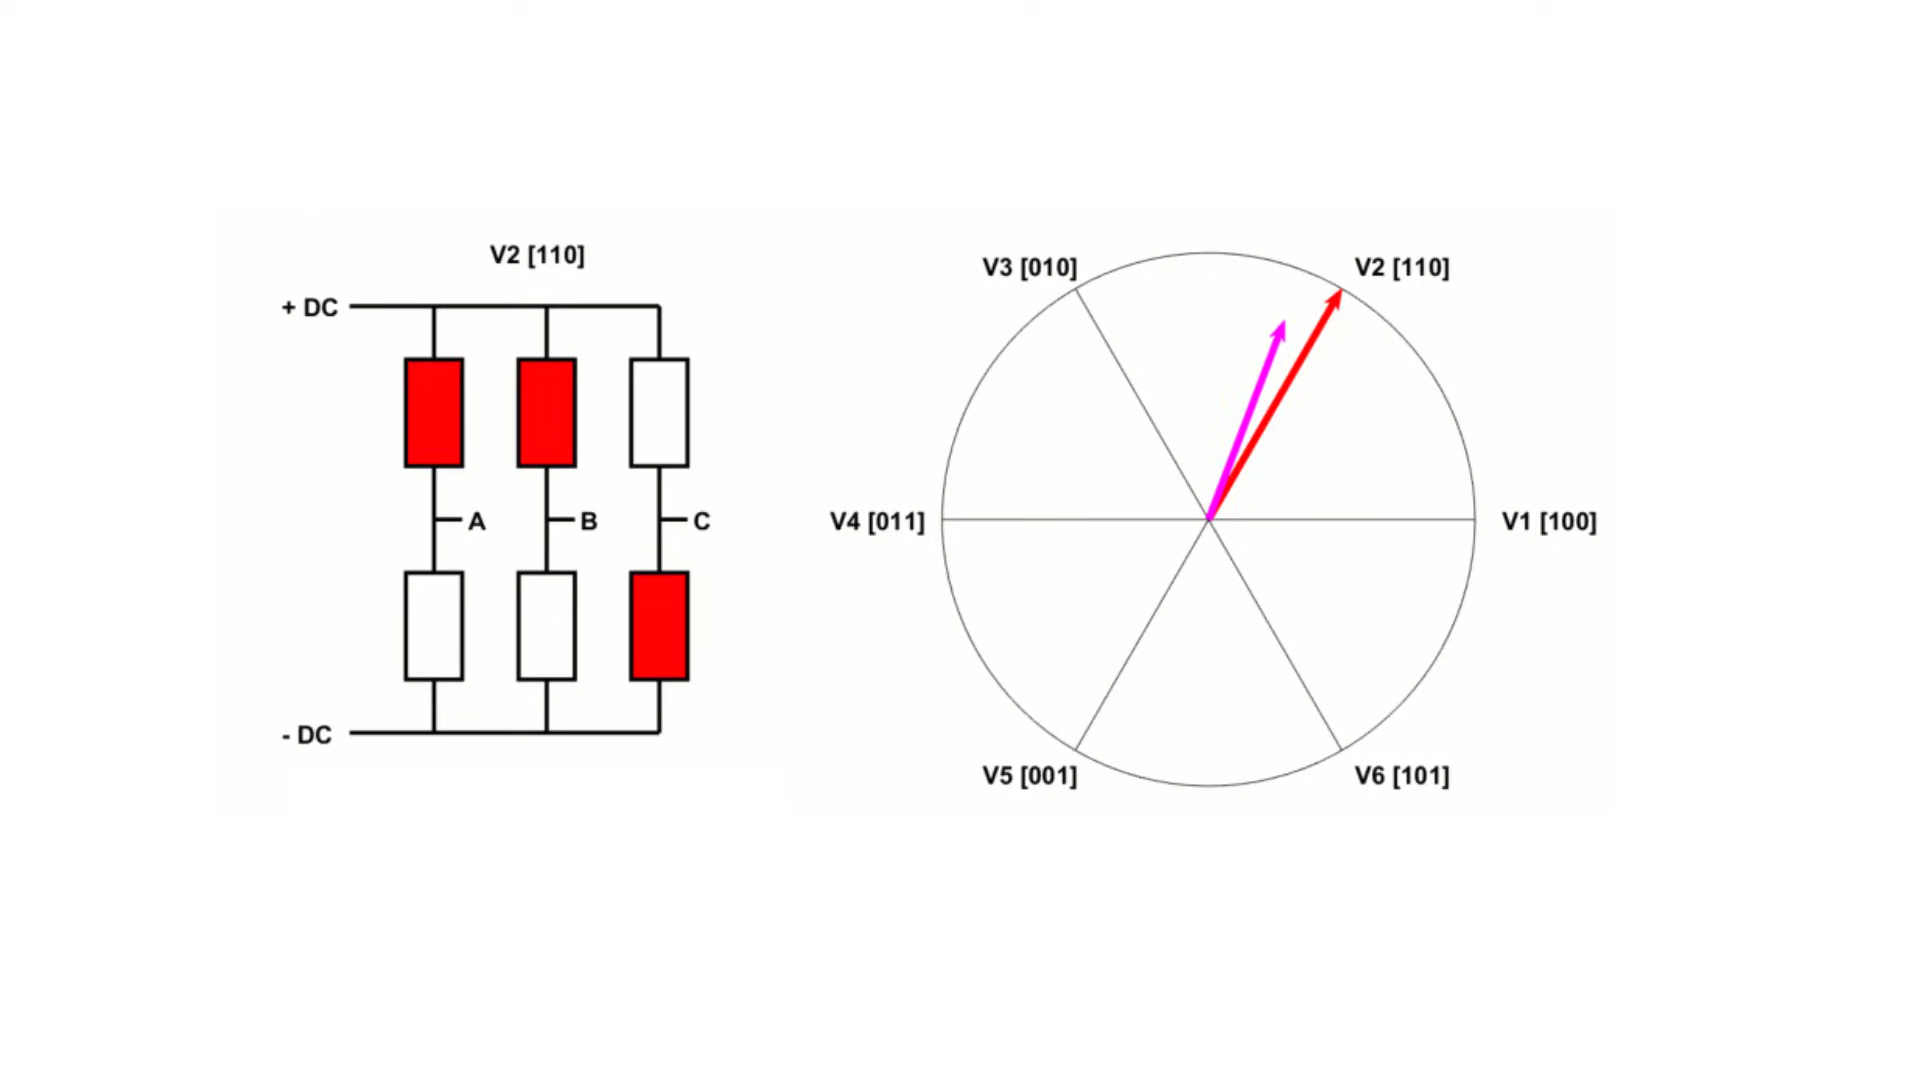 V2 [110]
+ DC
A
B
C
- DC
V3 [010]
V2 [110]
V4 [011]
V1 [100]
V5 [001]
V6 [101]